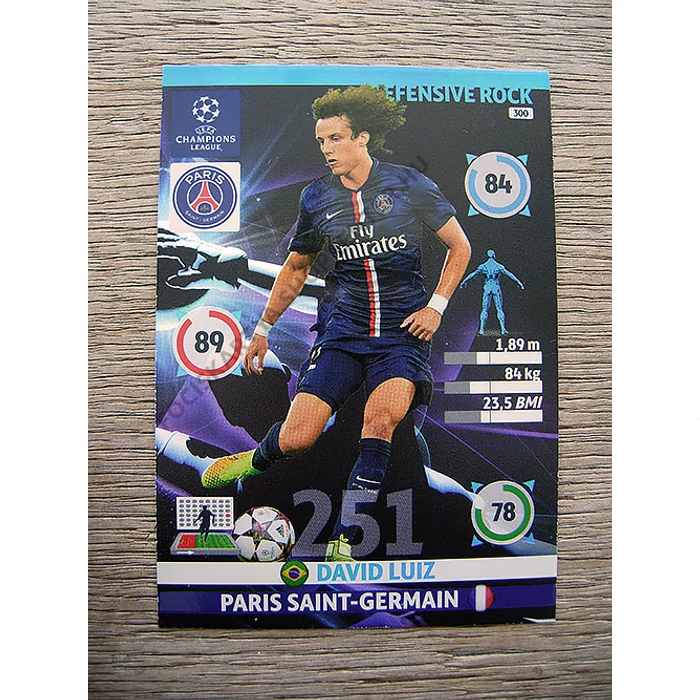 EFENSIVE ROCK
300
UEFA
CHAMPIONS
LEAGUE
PARIS
SAINT-GERMAIN
84
Fly
Emirates
89
1,89 m
84 kg
23,5 BMI
251
78
DAVID LUIZ
PARIS SAINT-GERMAIN